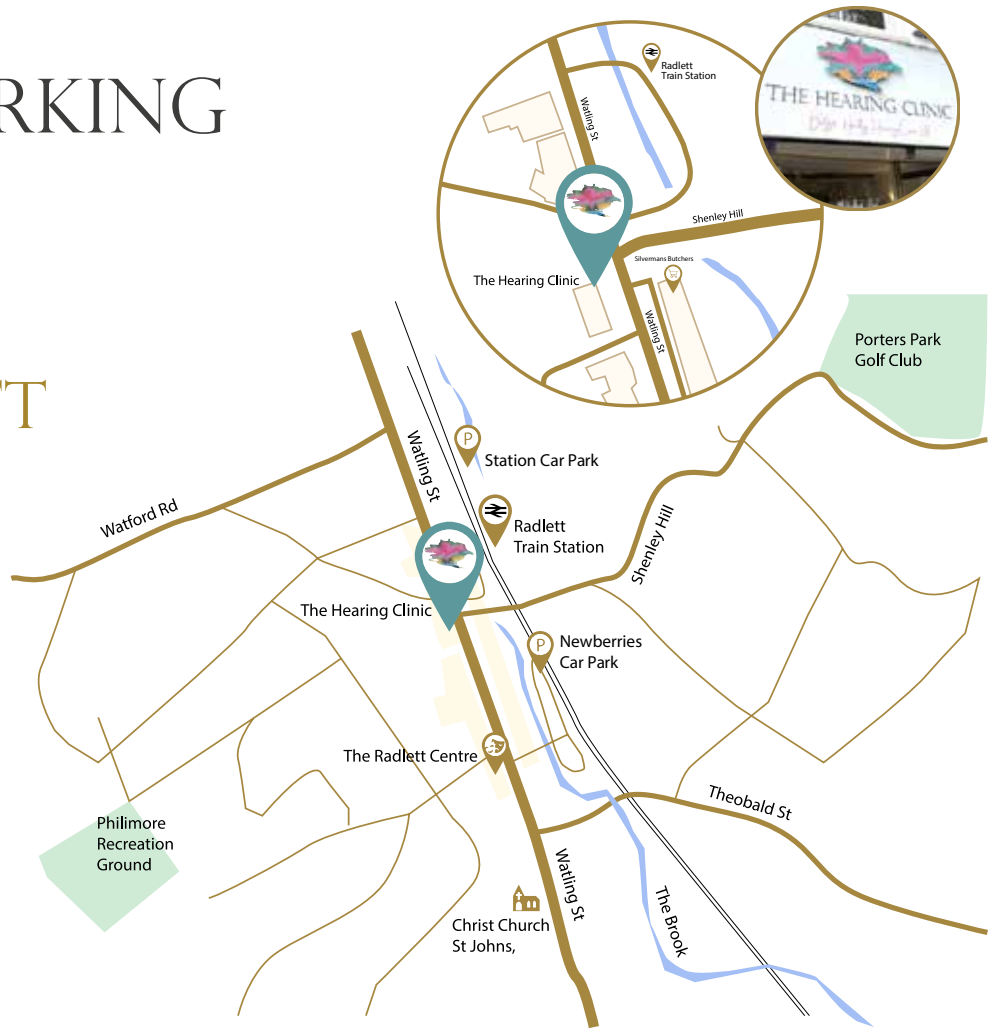 RKING
T
Radlett
Train Station
Watling St
Shenley Hill
Silvermans Butchers
The Hearing Clinic
Watling St
THE HEARING CLINIC
Porters Park
Golf Club
Watling St
P
Station Car Park
Watford Rd
Radlett
Train Station
Shenley Hill
The Hearing Clinic
P
Newberries
Car Park
The Radlett Centre
Theobald St
Philimore
Recreation
Ground
Watling St
The Brook
Christ Church
St Johns,